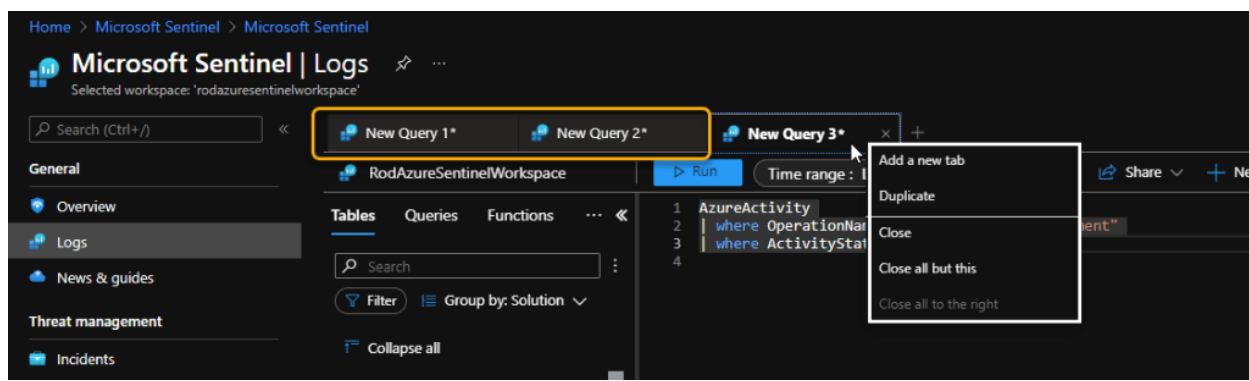 Home > Microsoft Sentinel > Microsoft Sentinel
Microsoft Sentinel | Logs
Selected workspace: 'rodazuresentinelworkspace'
Search (Ctrl+/)
General
Overview
Logs
News & guides
Threat management
Incidents
New Query 1*
New Query 2*
New Query 3*
RodAzureSentinelWorkspace
Run
Time range :
Share
Tables
Queries
Functions
Search
Filter
Group by: Solution
Collapse all
1 AzureActivity
2 | where OperationNa ent"
3 | where ActivityStat
4
Add a new tab
Duplicate
Close
Close all but this
Close all to the right